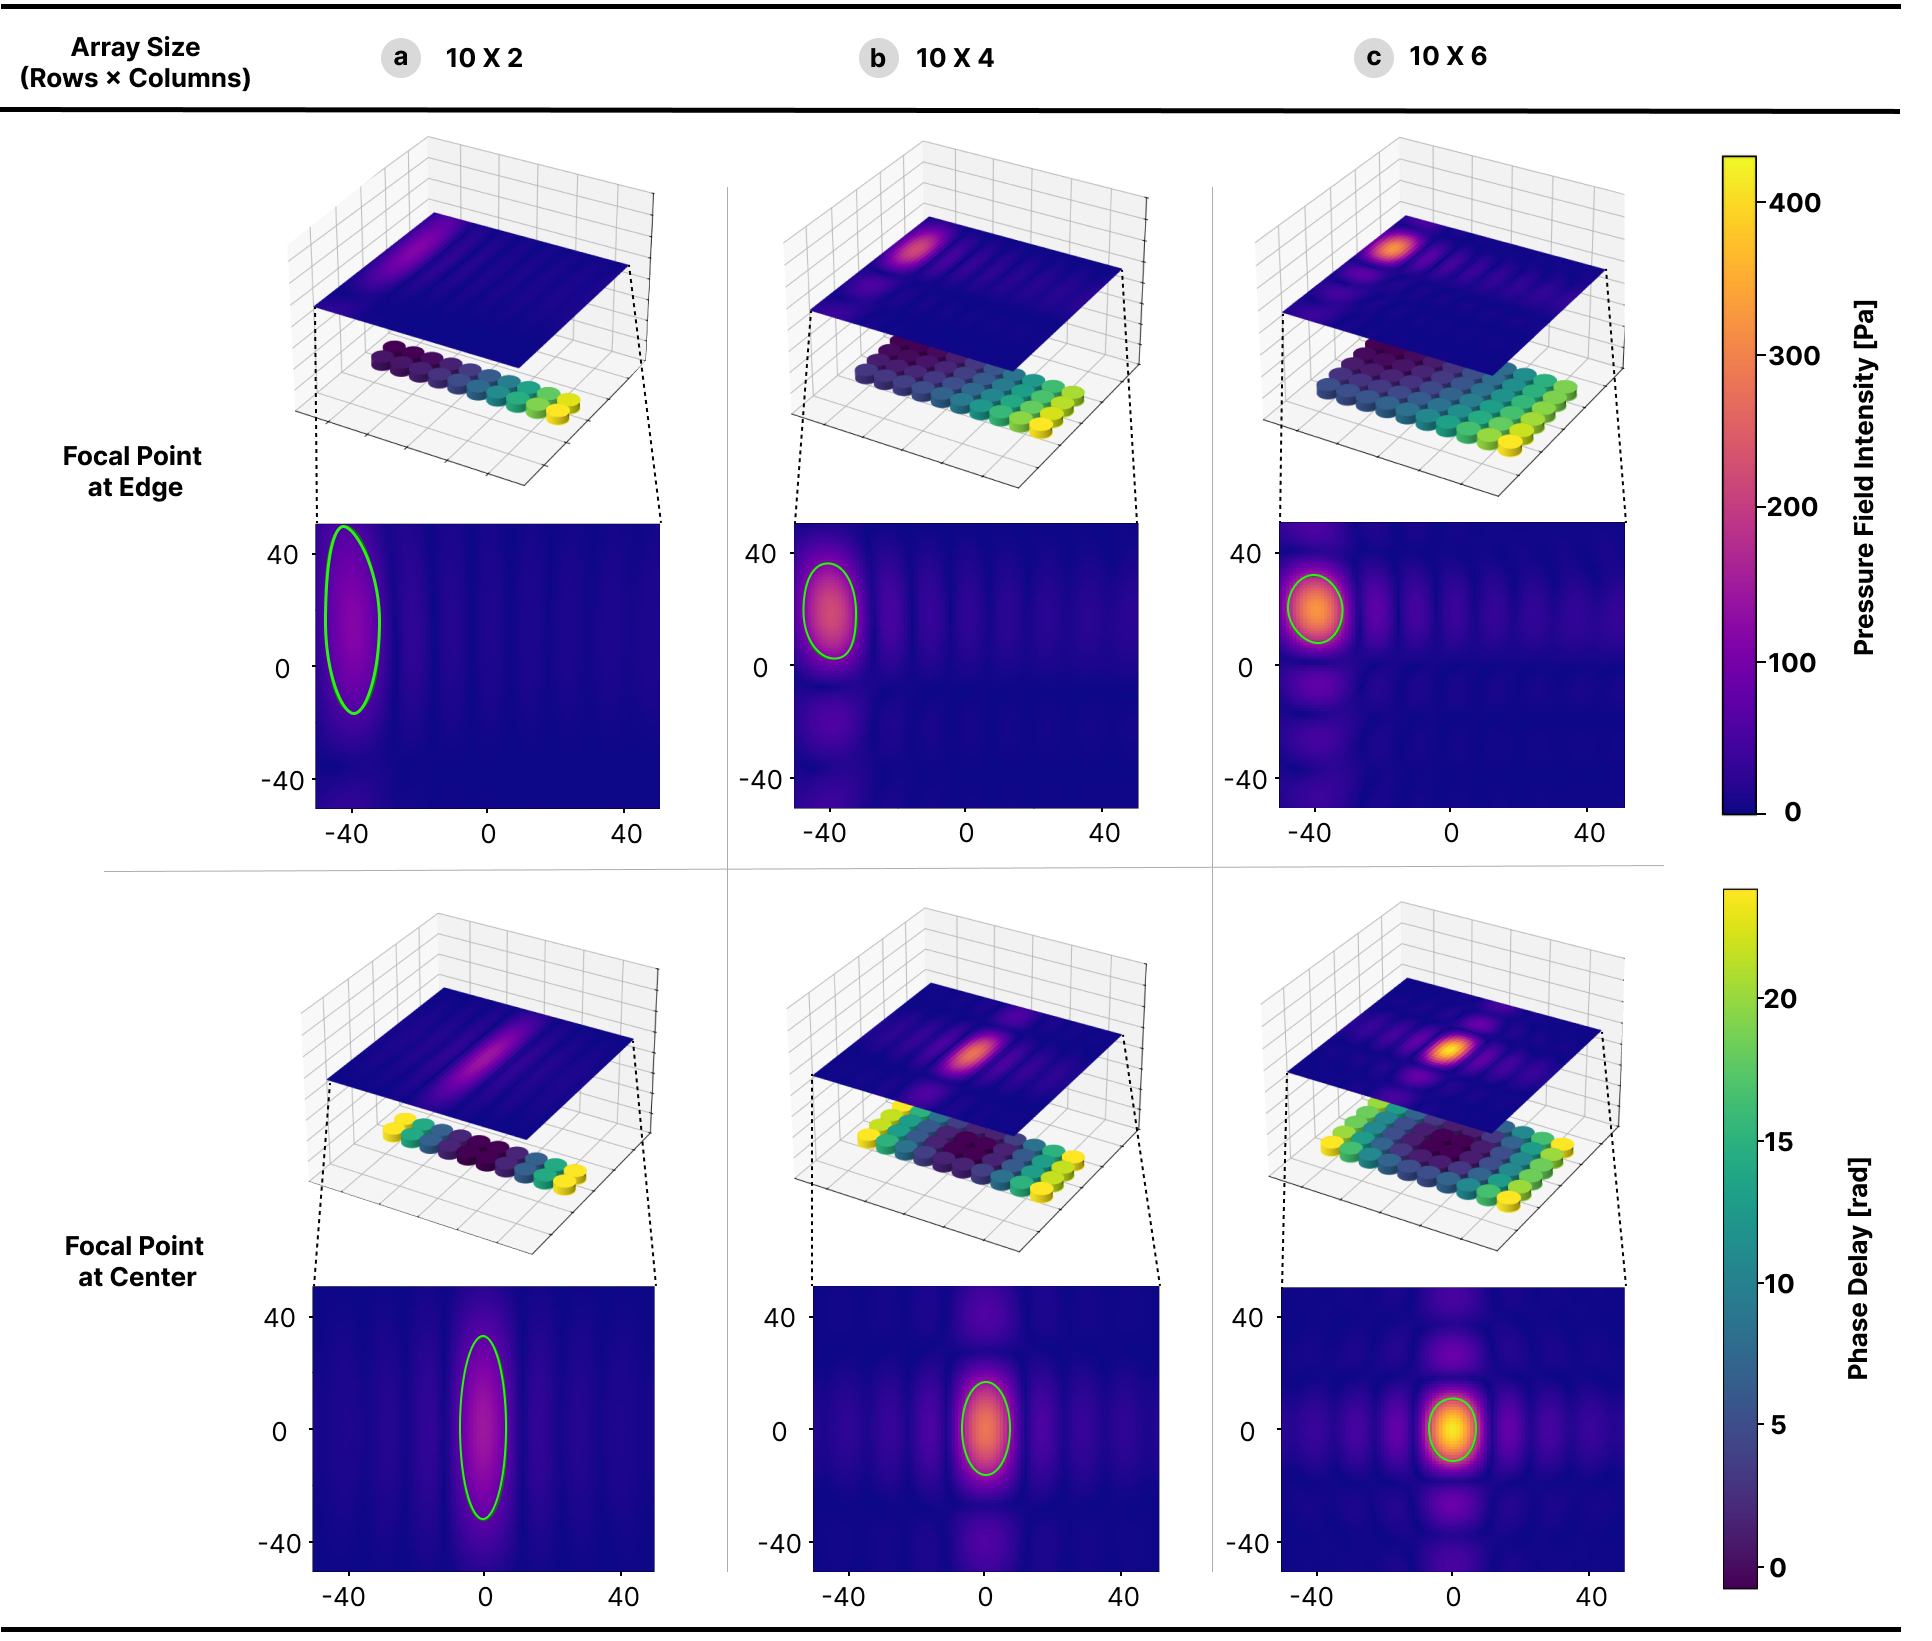 Array Size
(Rows × Columns)
a 10 X 2
b 10 X 4
c 10 X 6
Focal Point
at Edge
40
0
-40
-40 0 40
40
0
-40
-40 0 40
40
0
-40
-40 0 40
400
300
200
100
0
Pressure Field Intensity [Pa]
Focal Point
at Center
40
0
-40
-40 0 40
40
0
-40
-40 0 40
40
0
-40
-40 0 40
20
15
10
5
0
Phase Delay [rad]